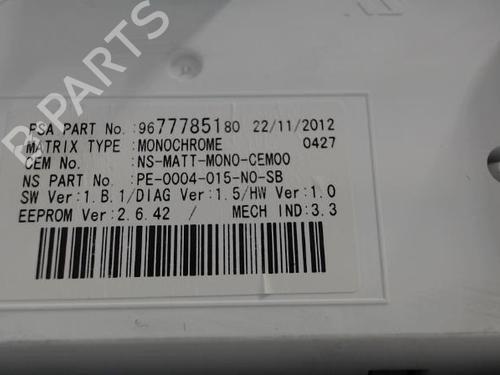 PSA PART No.:9677785180 22/11/2012
MATRIX TYPE :MONOCHROME 0427
CEM No. :NS-MATT-MONO-CEM00
NS PART No. :PE-0004-015-N0-SB
SW Ver:1.B.1/DIAG Ver:1.5/HW Ver:1.0
EEPROM Ver:2.6.42 / MECH IND:3.3
B-PARTS